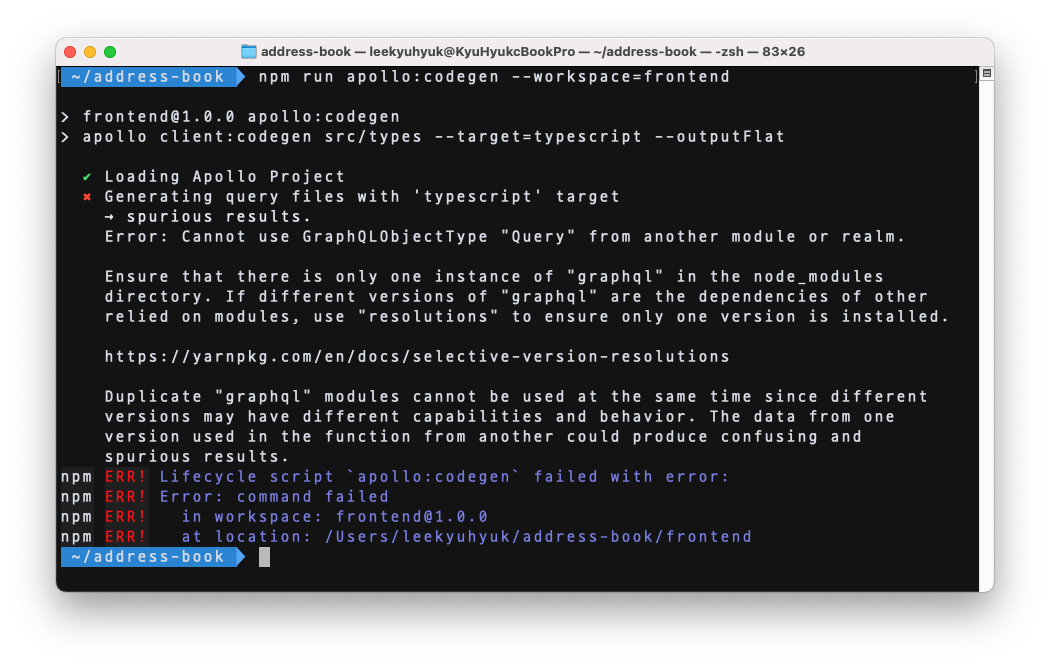 address-book — leekyuhyuk@KyuHyukcBookPro — ~/address-book — -zsh — 83×26
~/address-book npm run apollo:codegen --workspace=frontend
> frontend@1.0.0 apollo:codegen
> apollo client:codegen src/types --target=typescript --outputFlat
✔ Loading Apollo Project
✖ Generating query files with 'typescript' target
→ spurious results.
Error: Cannot use GraphQLObjectType "Query" from another module or realm.
Ensure that there is only one instance of "graphql" in the node_modules
directory. If different versions of "graphql" are the dependencies of other
relied on modules, use "resolutions" to ensure only one version is installed.
https://yarnpkg.com/en/docs/selective-version-resolutions
Duplicate "graphql" modules cannot be used at the same time since different
versions may have different capabilities and behavior. The data from one
version used in the function from another could produce confusing and
spurious results.
npm ERR! Lifecycle script `apollo:codegen` failed with error:
npm ERR! Error: command failed
npm ERR! in workspace: frontend@1.0.0
npm ERR! at location: /Users/leekyuhyuk/address-book/frontend
~/address-book